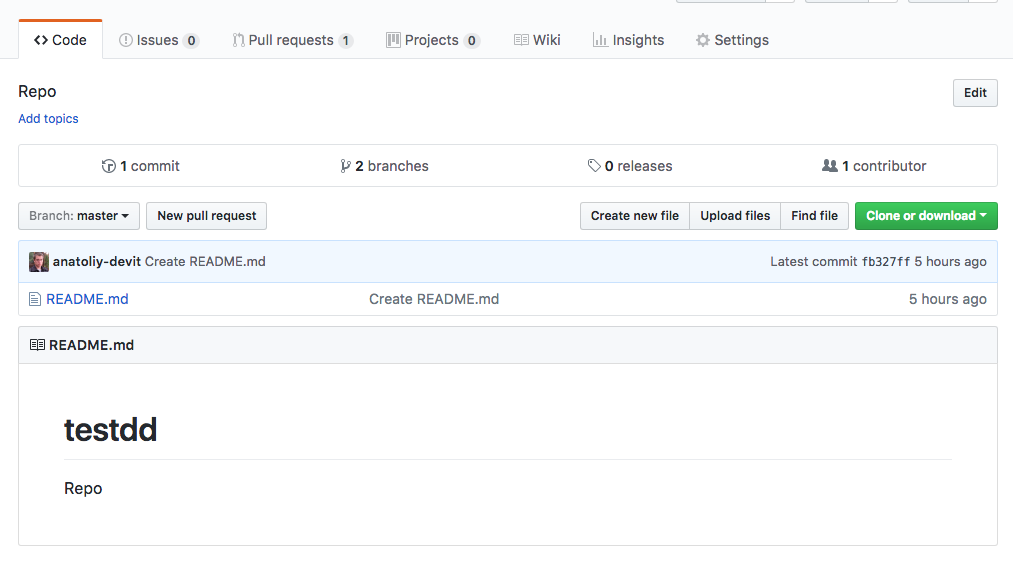 Code Issues 0 Pull requests 1 Projects 0 Wiki Insights Settings
Repo Edit
Add topics
1 commit 2 branches 0 releases 1 contributor
Branch: master New pull request Create new file Upload files Find file Clone or download
anatoliy-devit Create README.md Latest commit fb327ff 5 hours ago
README.md Create README.md 5 hours ago
README.md
testdd
Repo